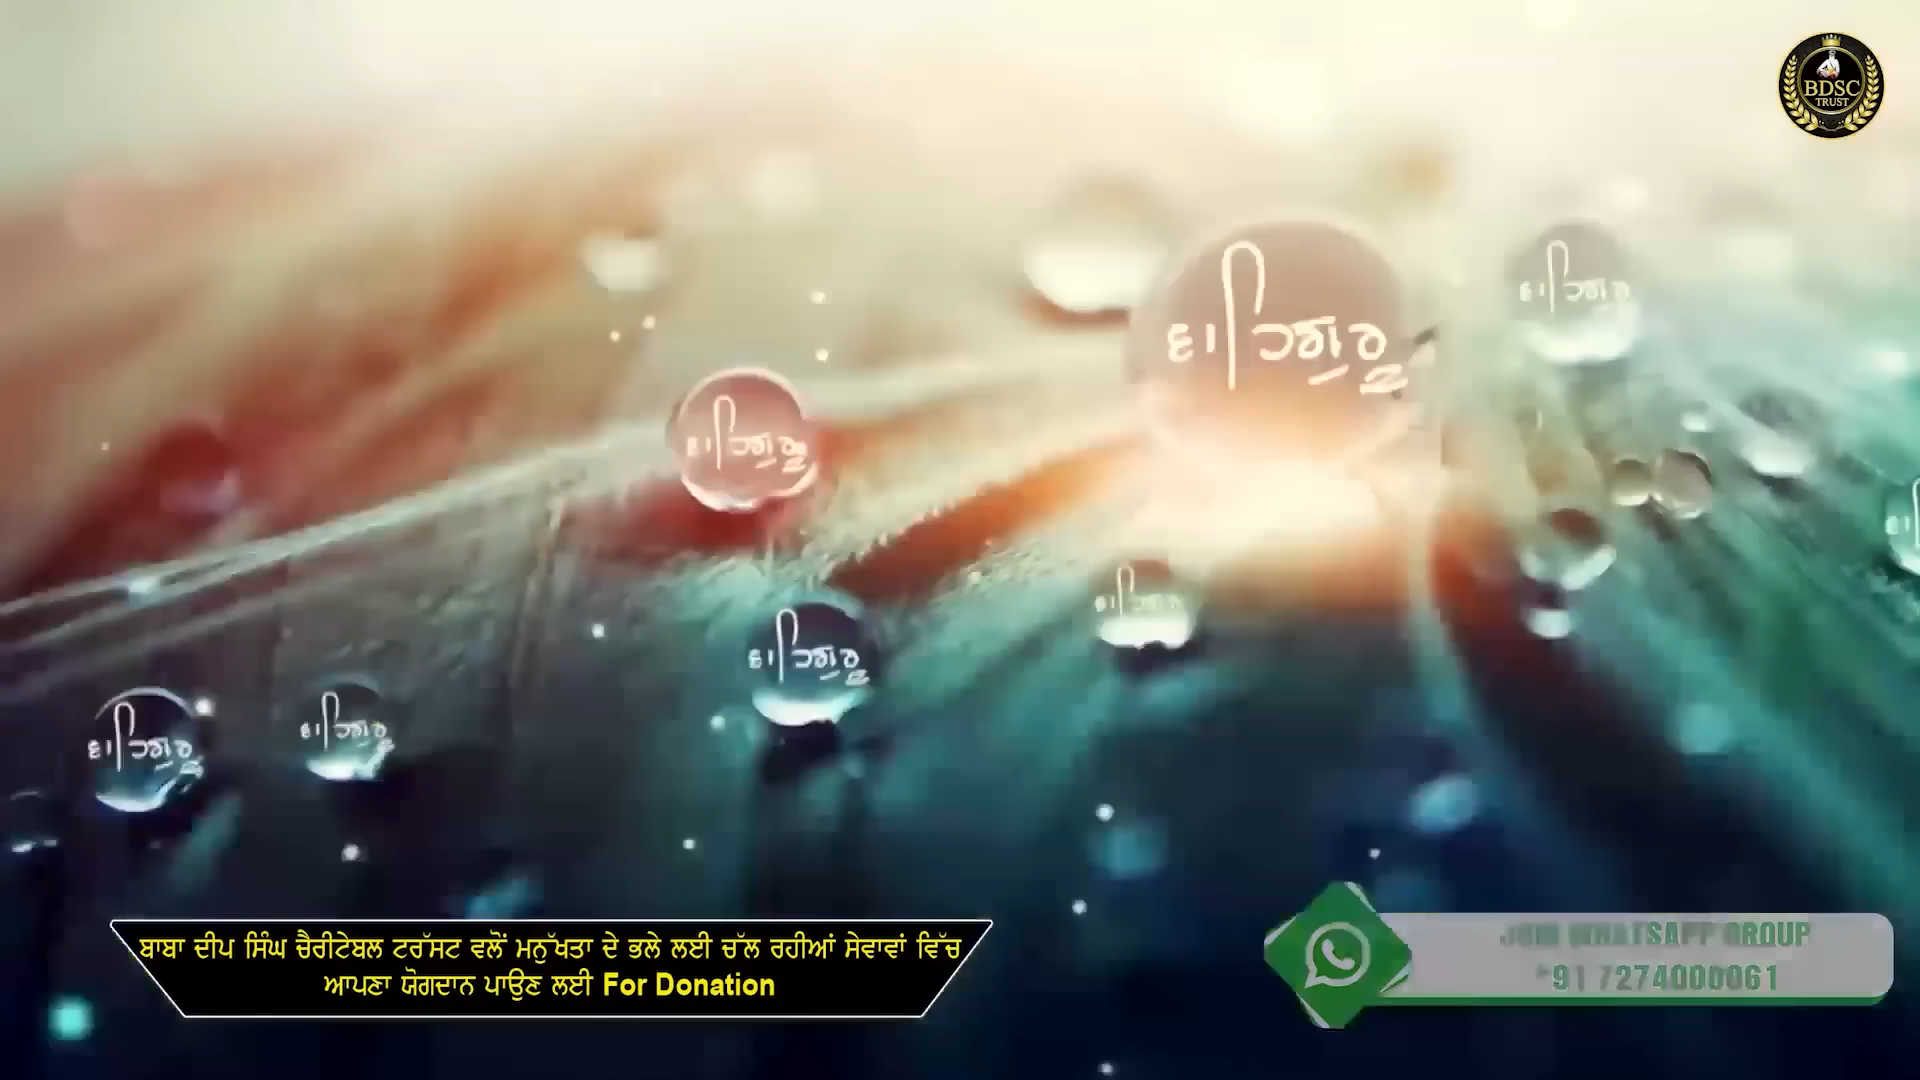 BDSC
TRUST
ਵਾਹਿਗੁਰੂ
ਵਾਹਿਗੁਰੂ
ਵਾਹਿਗੁਰੂ
ਵਾਹਿਗੁਰੂ
ਵਾਹਿਗੁਰੂ
ਵਾਹਿਗੁਰੂ
ਵਾਹਿਗੁਰੂ
ਬਾਬਾ ਦੀਪ ਸਿੰਘ ਚੈਰੀਟੇਬਲ ਟਰੱਸਟ ਵਲੋਂ ਮਨੁੱਖਤਾ ਦੇ ਭਲੇ ਲਈ ਚੱਲ ਰਹੀਆਂ ਸੇਵਾਵਾਂ ਵਿੱਚ
ਆਪਣਾ ਯੋਗਦਾਨ ਪਾਉਣ ਲਈ For Donation
JOIN WHATSAPP GROUP
+91 7274000061